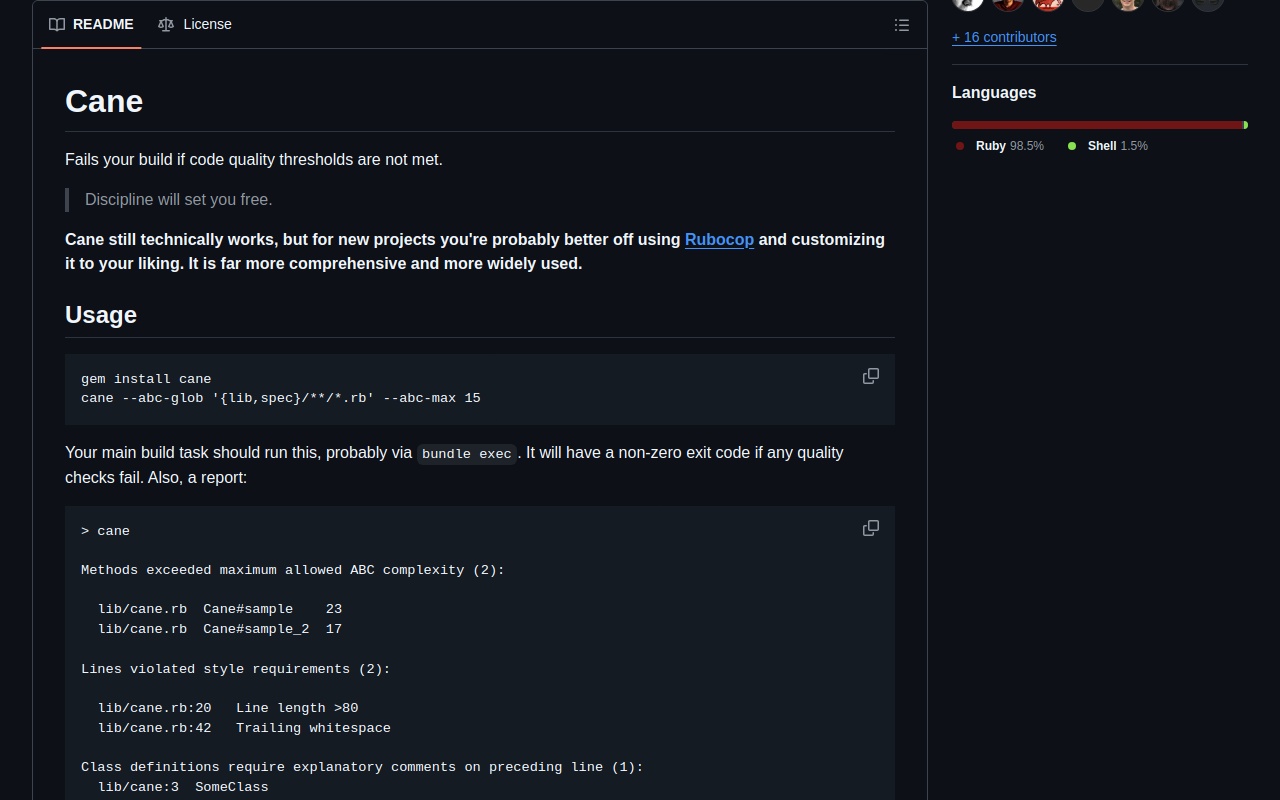 README
License
Cane
Fails your build if code quality thresholds are not met.
Discipline will set you free.
Cane still technically works, but for new projects you're probably better off using Rubocop and customizing
it to your liking. It is far more comprehensive and more widely used.
Usage
gem install cane
cane --abc-glob '{lib,spec}/**/*.rb' --abc-max 15
Your main build task should run this, probably via bundle exec. It will have a non-zero exit code if any quality
checks fail. Also, a report:
> cane
Methods exceeded maximum allowed ABC complexity (2):
lib/cane.rb  Cane#sample    23
lib/cane.rb  Cane#sample_2  17
Lines violated style requirements (2):
lib/cane.rb:20   Line length >80
lib/cane.rb:42   Trailing whitespace
Class definitions require explanatory comments on preceding line (1):
lib/cane:3  SomeClass
+ 16 contributors
Languages
Ruby 98.5%
Shell 1.5%